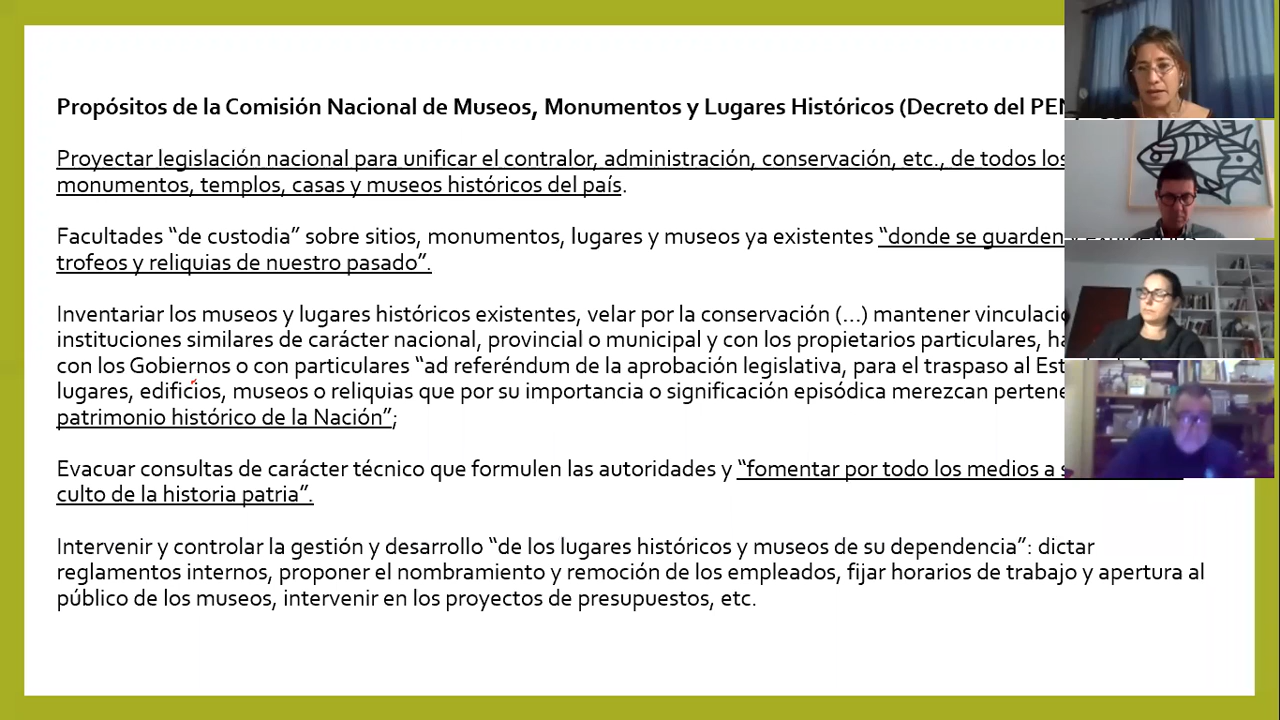 Propósitos de la Comisión Nacional de Museos, Monumentos y Lugares Históricos (Decreto del PEN,
Proyectar legislación nacional para unificar el contralor, administración, conservación, etc., de todos los
monumentos, templos, casas y museos históricos del país.
Facultades “de custodia” sobre sitios, monumentos, lugares y museos ya existentes “donde se guarden y
trofeos y reliquias de nuestro pasado”.
Inventariar los museos y lugares históricos existentes, velar por la conservación (...) mantener
instituciones similares de carácter nacional, provincial o municipal y con los propietarios particulares,
con los Gobiernos o con particulares “ad referéndum de la aprobación legislativa, para el traspaso al
lugares, edificios, museos o reliquias que por su importancia o significación episódica merezcan
patrimonio histórico de la Nación”;
Evacuar consultas de carácter técnico que formulen las autoridades y “fomentar por todo los medios a
culto de la historia patria”.
Intervenir y controlar la gestión y desarrollo “de los lugares históricos y museos de su dependencia”: dictar
reglamentos internos, proponer el nombramiento y remoción de los empleados, fijar horarios de trabajo y apertura al
público de los museos, intervenir en los proyectos de presupuestos, etc.